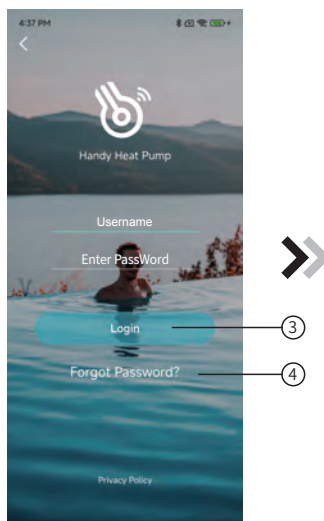 4:37 PM
Handy Heat Pump
Username
Enter PassWord
Login
3
Forgot Password?
4
Privacy Policy